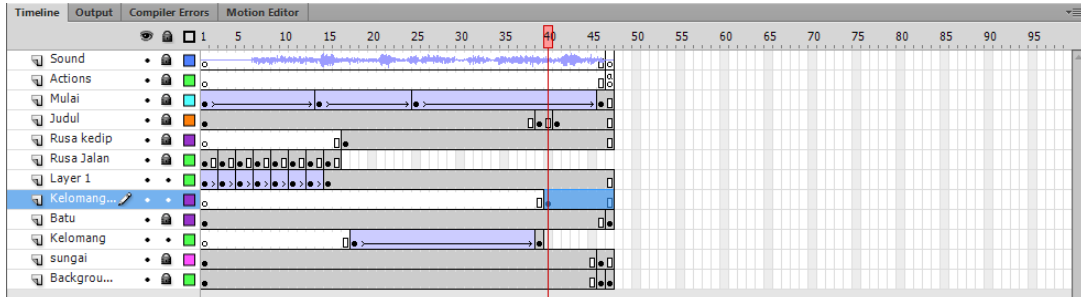 Timeline Output Compiler Errors Motion Editor
1 5 10 15 20 25 30 35 40 45 50 55 60 65 70 75 80 85 90 95
Sound
Actions
a
Mulai
Judul
Rusa kedip
Rusa Jalan
Layer 1
Kelomang...
Batu
Kelomang
sungai
Backgrou...